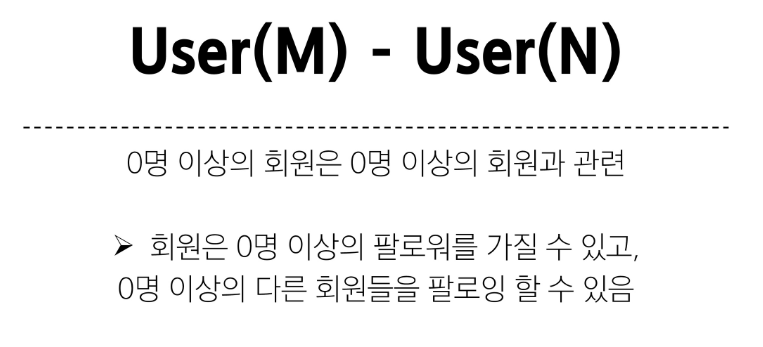 User(M) - User(N)
0명 이상의 회원은 0명 이상의 회원과 관련
➢ 회원은 0명 이상의 팔로워를 가질 수 있고,
0명 이상의 다른 회원들을 팔로잉 할 수 있음